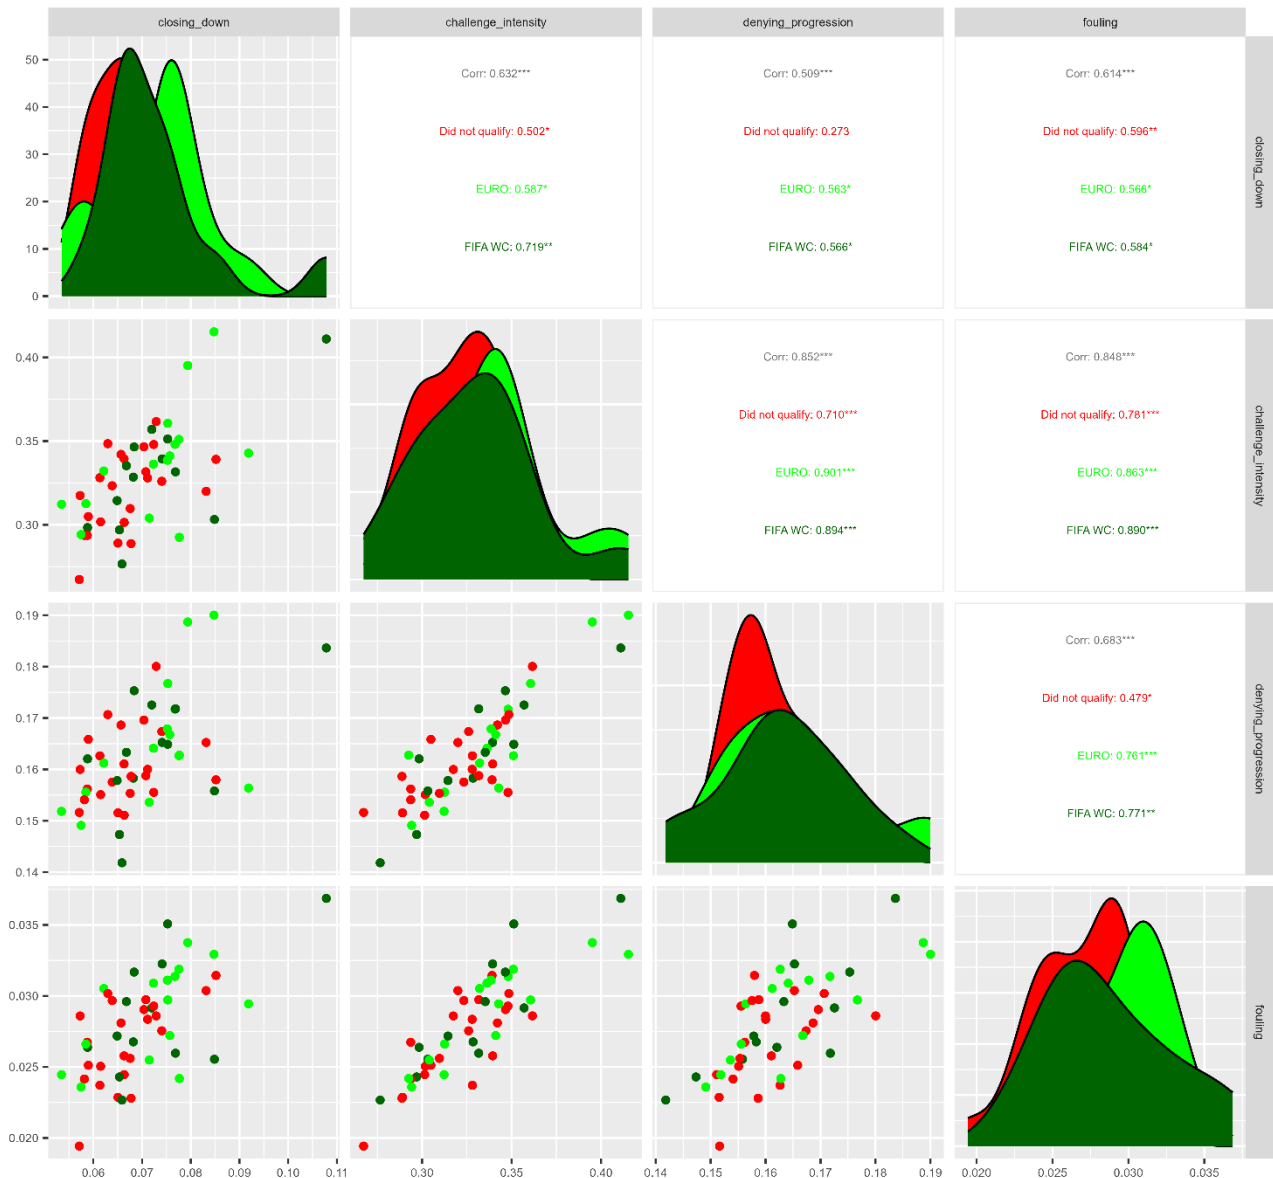 closing_down challenge_intensity denying_progression fouling
50
40
30
20
10
0
Corr: 0.632*** Corr: 0.509*** Corr: 0.614***
Did not qualify: 0.502* Did not qualify: 0.273 Did not qualify: 0.596**
EURO: 0.587* EURO: 0.563* EURO: 0.566*
FIFA WC: 0.719** FIFA WC: 0.566* FIFA WC: 0.584*
closing_down
0.40
0.35
0.30
Corr: 0.852*** Corr: 0.848***
Did not qualify: 0.710*** Did not qualify: 0.781***
EURO: 0.901*** EURO: 0.863***
FIFA WC: 0.894*** FIFA WC: 0.890***
challenge_intensity
0.19
0.18
0.17
0.16
0.15
0.14
Corr: 0.683***
Did not qualify: 0.479*
EURO: 0.761***
FIFA WC: 0.771**
denying_progression
0.035
0.030
0.025
0.020
fouling
0.06 0.07 0.08 0.09 0.10 0.11 0.30 0.35 0.40 0.14 0.15 0.16 0.17 0.18 0.19 0.020 0.025 0.030 0.035